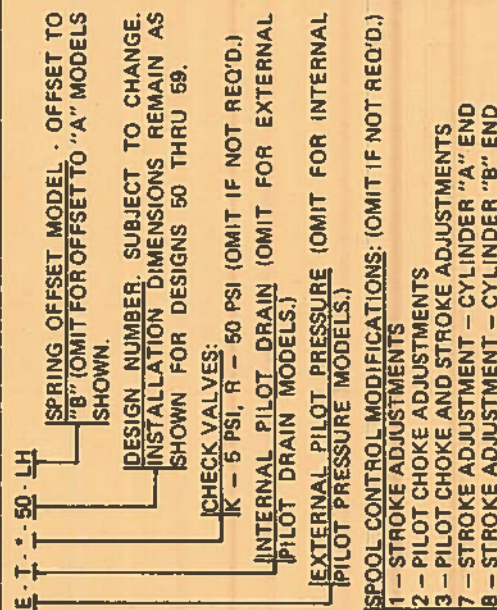 E - T - * - 50 - LH
SPRING OFFSET MODEL - OFFSET TO
"B" (OMIT FOR OFFSET TO "A" MODELS
SHOWN.
DESIGN NUMBER. SUBJECT TO CHANGE.
INSTALLATION DIMENSIONS REMAIN AS
SHOWN FOR DESIGNS 50 THRU 59.
CHECK VALVES:
K – 5 PSI, R – 50 PSI (OMIT IF NOT REQ'D.)
INTERNAL PILOT DRAIN (OMIT FOR EXTERNAL
PILOT DRAIN MODELS.)
EXTERNAL PILOT PRESSURE (OMIT FOR INTERNAL
PILOT PRESSURE MODELS.)
SPOOL CONTROL MODIFICATIONS: (OMIT IF NOT REQ'D.)
1 – STROKE ADJUSTMENTS
2 – PILOT CHOKE ADJUSTMENTS
3 – PILOT CHOKE AND STROKE ADJUSTMENTS
7 – STROKE ADJUSTMENT – CYLINDER "A" END
8 – STROKE ADJUSTMENT – CYLINDER "B" END